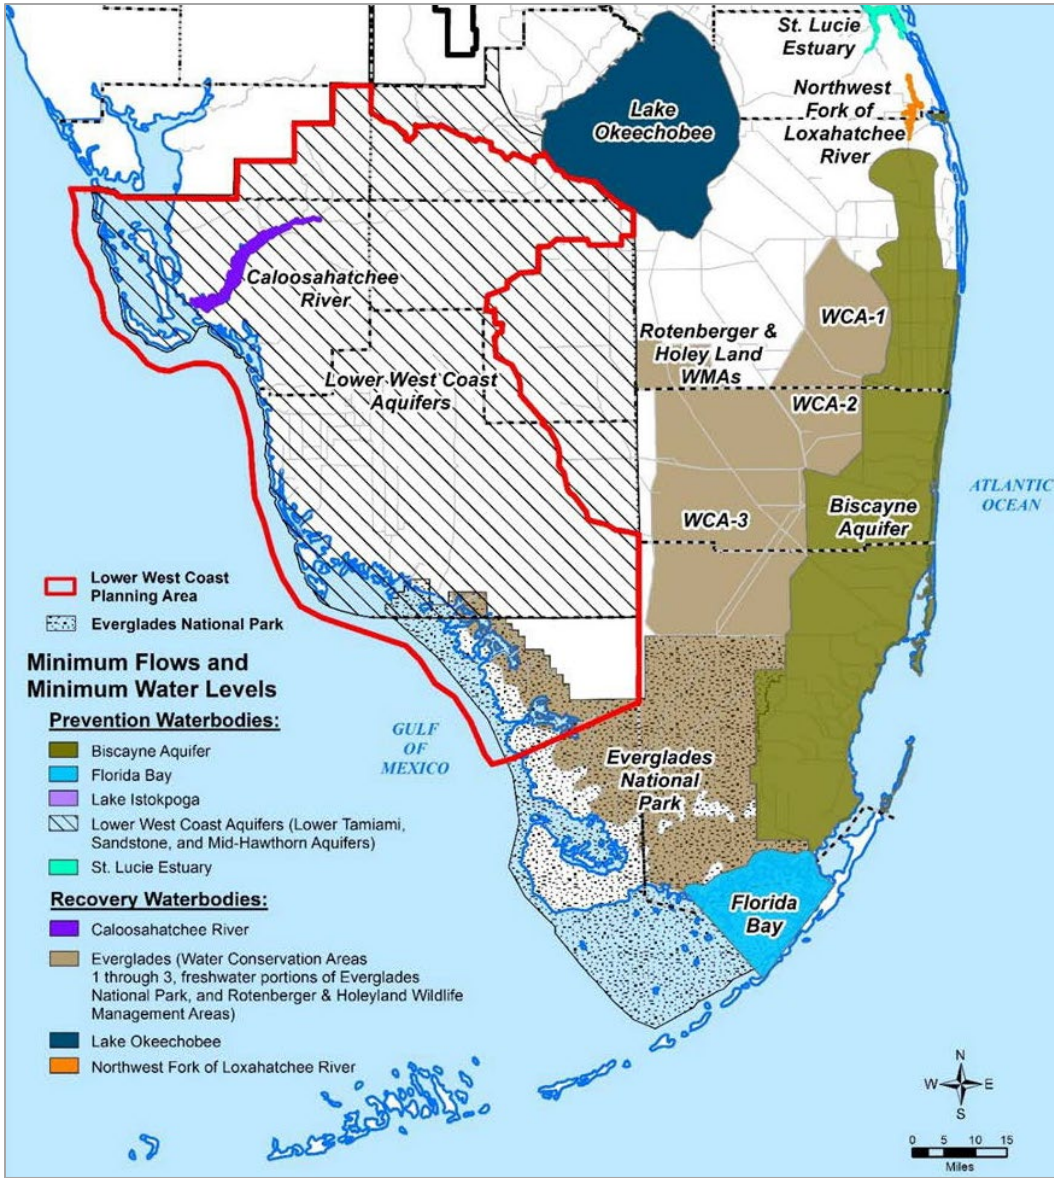 St. Lucie
Estuary
Northwest
Fork of
Loxahatchee
River
Lake
Okeechobee
Caloosahatchee
River
WCA-1
Rotenberger &
Holey Land
WMAs
Lower West Coast
Aquifers
WCA-2
ATLANTIC
OCEAN
WCA-3
Biscayne
Aquifer
Lower West Coast
Planning Area
Everglades National Park
Minimum Flows and
Minimum Water Levels
Prevention Waterbodies:
Biscayne Aquifer
Florida Bay
Lake Istokpoga
Lower West Coast Aquifers (Lower Tamiami,
Sandstone, and Mid-Hawthorn Aquifers)
St. Lucie Estuary
Recovery Waterbodies:
Caloosahatchee River
Everglades (Water Conservation Areas
1 through 3, freshwater portions of Everglades
National Park, and Rotenberger & Holeyland Wildlife
Management Areas)
Lake Okeechobee
Northwest Fork of Loxahatchee River
GULF
OF
MEXICO
Everglades
National
Park
Florida
Bay
N
W E
S
0 5 10 15
Miles